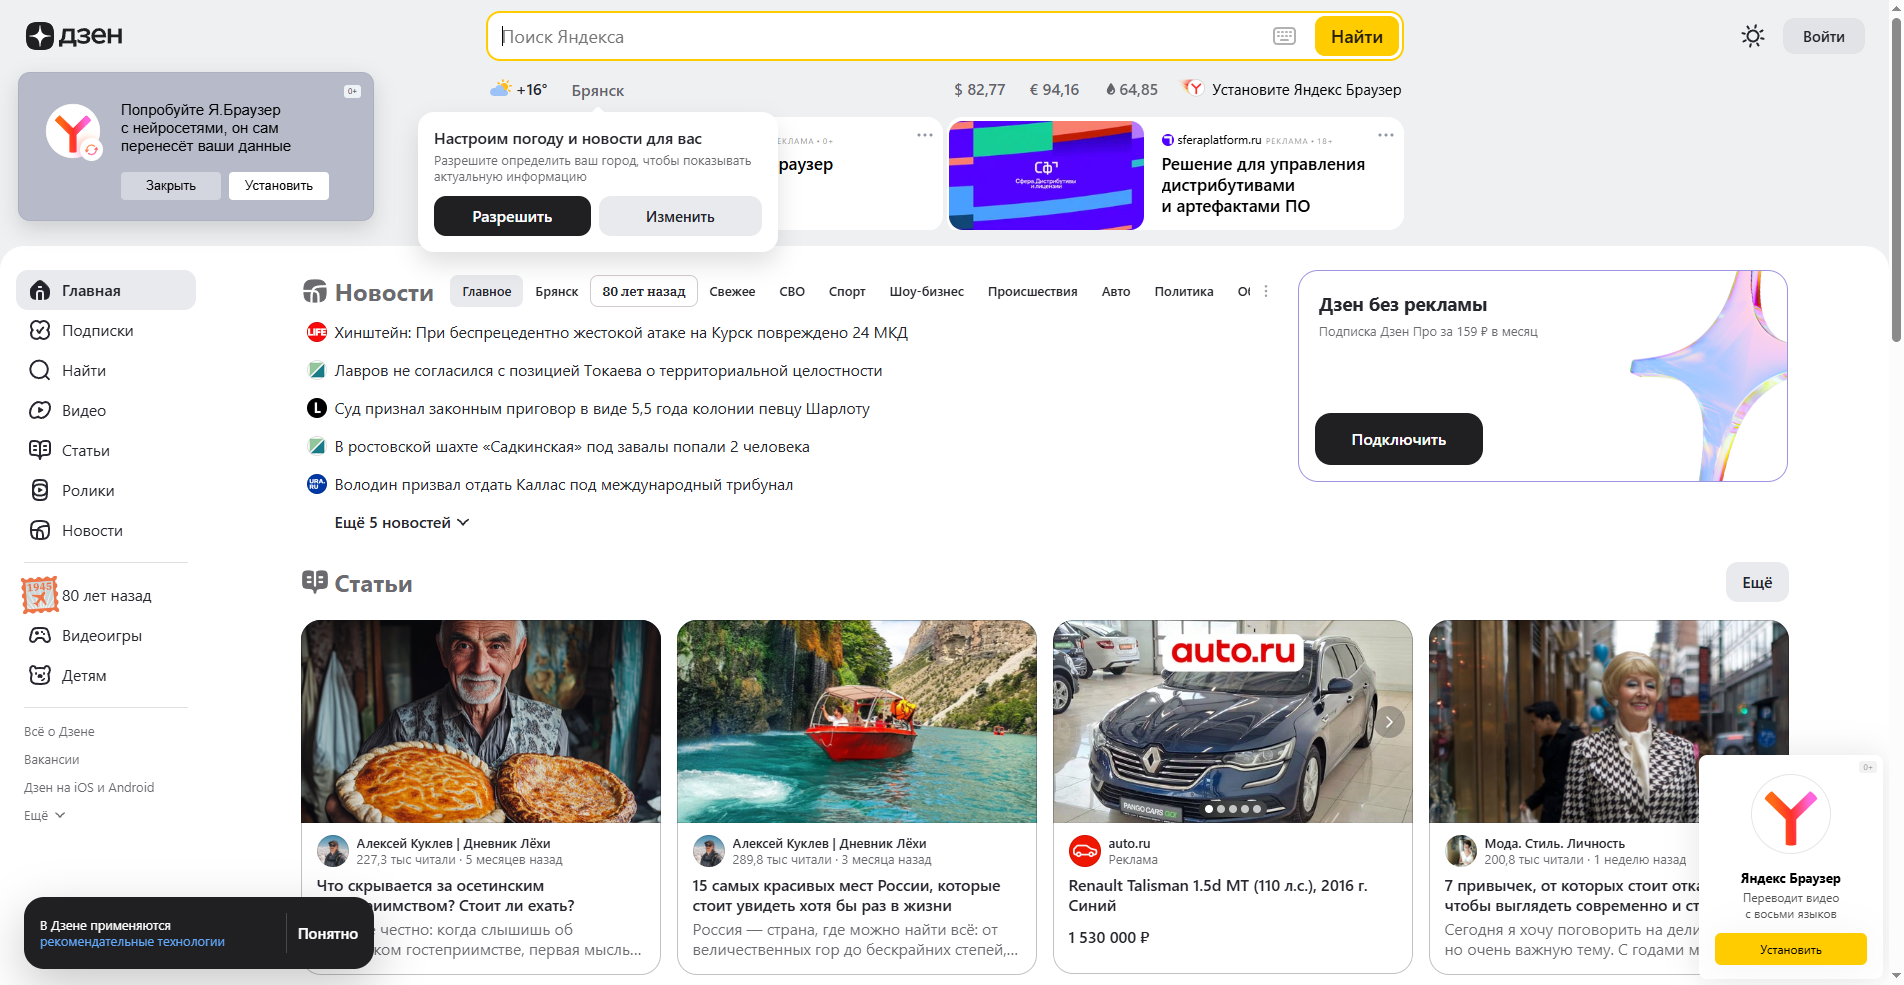 дзен
Поиск Яндекса
Найти
Войти
Попробуйте Я.Браузер
с нейросетями, он сам
перенесёт ваши данные
0+
Закрыть
Установить
+16°
Брянск
$ 82,77
€ 94,16
64,85
Установите Яндекс Браузер
Настроим погоду и новости для вас
Разрешите определить ваш город, чтобы показывать
актуальную информацию
Разрешить
Изменить
ЕКЛАМА • 0+
раузер
СФ
Сфера.Дистрибутивы
и лицензии
sferaplatform.ru РЕКЛАМА • 18+
Решение для управления
дистрибутивами
и артефактами ПО
Главная
Подписки
Найти
Видео
Статьи
Ролики
Новости
1945
80 лет назад
Видеоигры
Детям
Всё о Дзене
Вакансии
Дзен на iOS и Android
Ещё
Новости
Главное
Брянск
80 лет назад
Свежее
СВО
Спорт
Шоу-бизнес
Происшествия
Авто
Политика
LIFE
Хинштейн: При беспрецедентно жестокой атаке на Курск повреждено 24 МКД
Лавров не согласился с позицией Токаева о территориальной целостности
L
Суд признал законным приговор в виде 5,5 года колонии певцу Шарлоту
В ростовской шахте «Садкинская» под завалы попали 2 человека
URA.RU
Володин призвал отдать Каллас под международный трибунал
Ещё 5 новостей
Дзен без рекламы
Подписка Дзен Про за 159 ₽ в месяц
Подключить
Статьи
Ещё
Алексей Куклев | Дневник Лёхи
227,3 тыс читали · 5 месяцев назад
Что скрывается за осетинским
риимством? Стоит ли ехать?
честно: когда слышишь об
ком гостеприимстве, первая мысль...
Алексей Куклев | Дневник Лёхи
289,8 тыс читали · 3 месяца назад
15 самых красивых мест России, которые
стоит увидеть хотя бы раз в жизни
Россия — страна, где можно найти всё: от
величественных гор до бескрайних степей,...
auto.ru
PANGO CARS GO!
auto.ru
Реклама
Renault Talisman 1.5d MT (110 л.с.), 2016 г.
Синий
1 530 000 ₽
Мода. Стиль. Личность
200,8 тыс читали · 1 неделю назад
7 привычек, от которых стоит отка
чтобы выглядеть современно и ст
Сегодня я хочу поговорить на дели
но очень важную тему. С годами м
В Дзене применяются
рекомендательные технологии
Понятно
0+
Яндекс Браузер
Переводит видео
с восьми языков
Установить